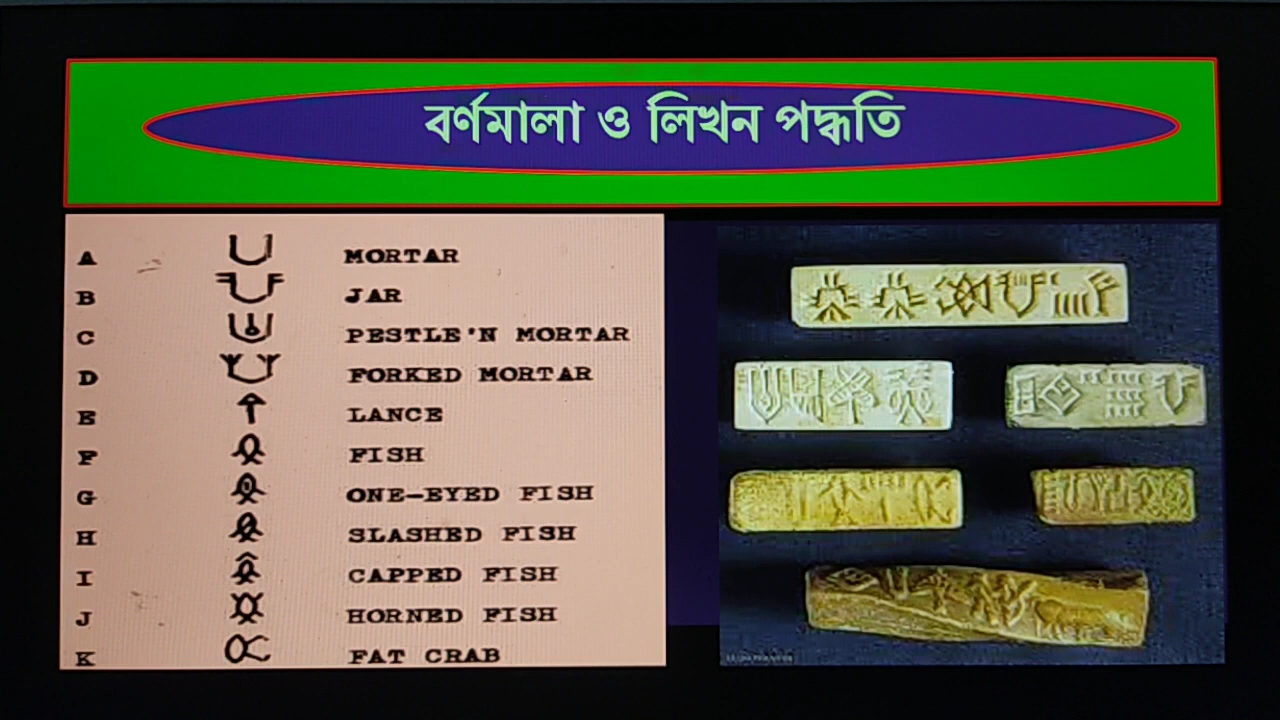 বর্ণমালা ও লিখন পদ্ধতি
A MORTAR
B JAR
C PESTLE'N MORTAR
D FORKED MORTAR
E LANCE
F FISH
G ONE-EYED FISH
H SLASHED FISH
I CAPPED FISH
J HORNED FISH
K FAT CRAB